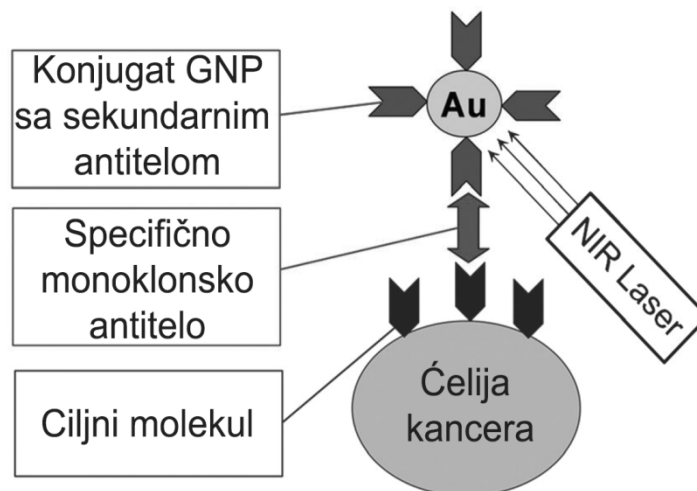 Konjugat GNP
sa sekundarnim
antitelom
Au
Specifično
monoklonsko
antitelo
NIR Laser
Ciljni molekul
Ćelija
kancera